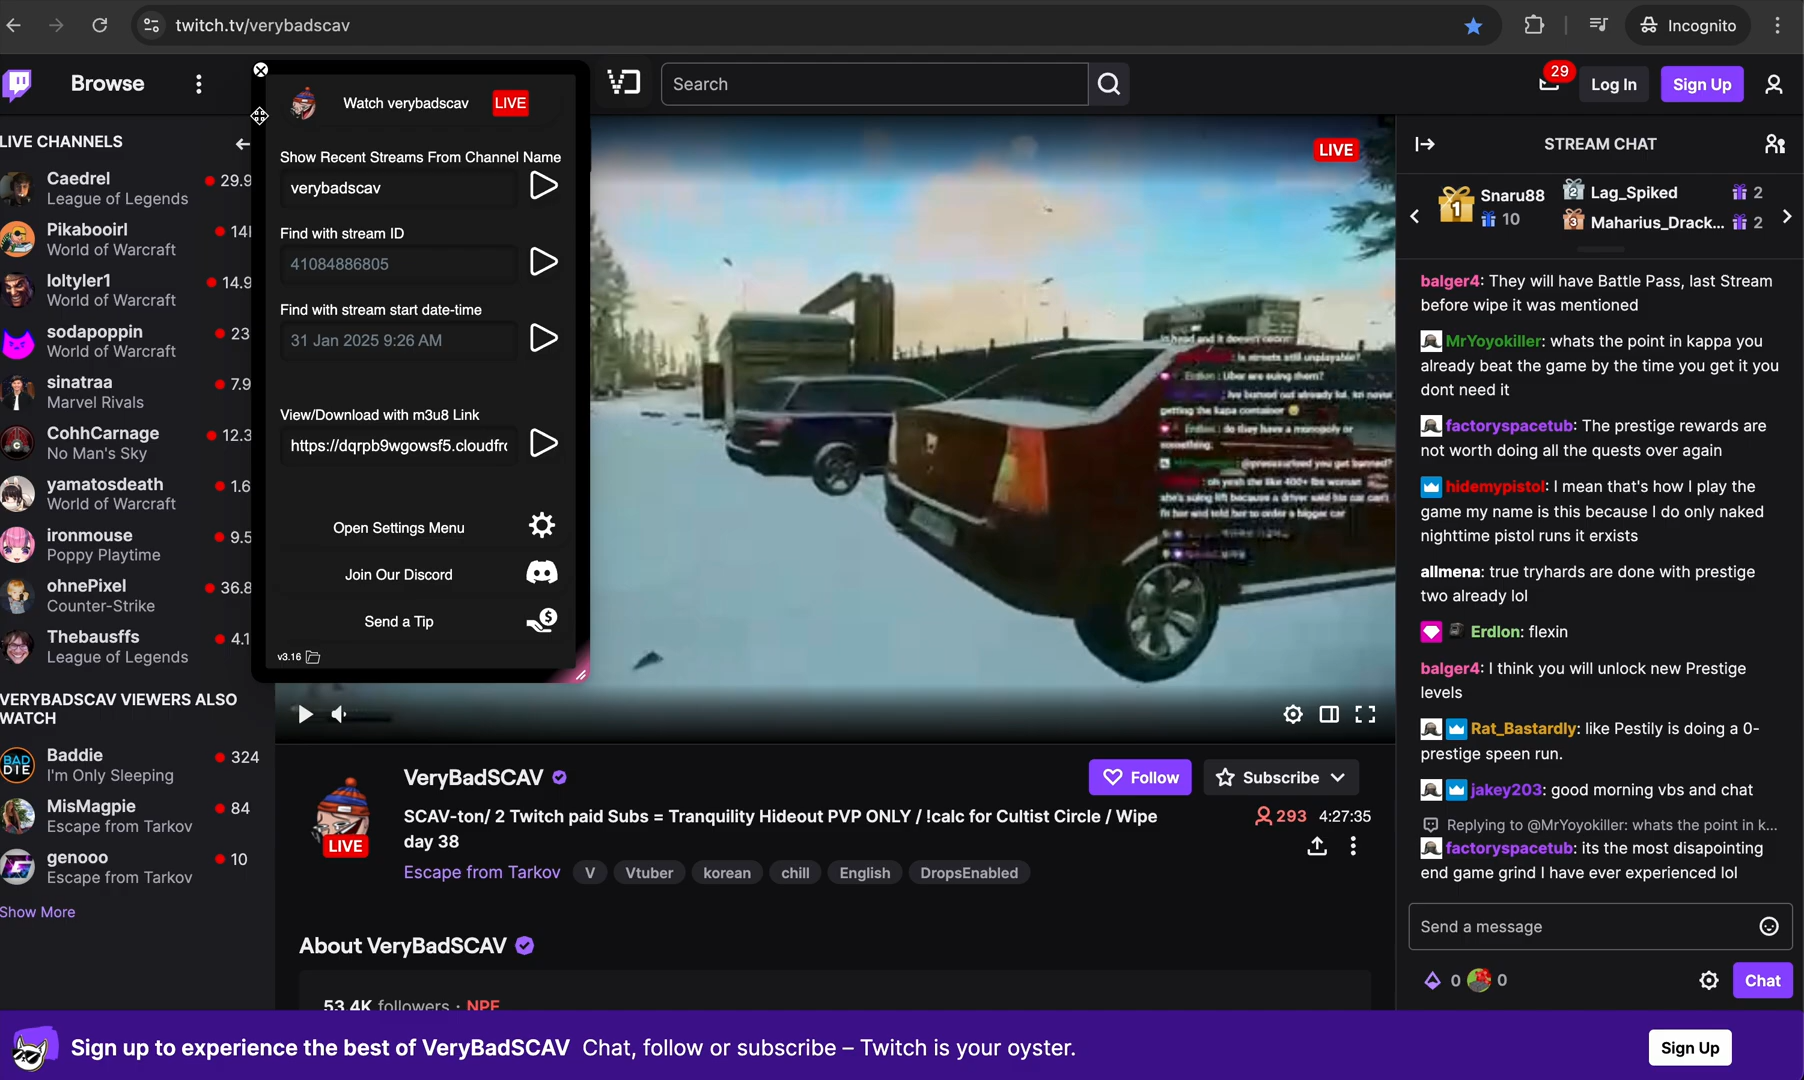 twitch.tv/verybadscav
Incognito
Browse
Search
29
Log In
Sign Up
LIVE CHANNELS
Caedrel
29.9
League of Legends
Pikabooirl
World of Warcraft
loltyler1
14.9
World of Warcraft
sodapoppin
23
World of Warcraft
sinatraa
7.9
Marvel Rivals
CohhCarnage
12.3
No Man's Sky
yamatosdeath
1.6
World of Warcraft
ironmouse
9.5
Poppy Playtime
ohnePixel
36.8
Counter-Strike
Thebausffs
4.1
League of Legends
VERYBADSCAV VIEWERS ALSO
WATCH
Baddie
324
I'm Only Sleeping
MisMagpie
84
Escape from Tarkov
genooo
10
Escape from Tarkov
Show More
Watch verybadscav LIVE
Show Recent Streams From Channel Name
verybadscav
Find with stream ID
41084886805
Find with stream start date-time
31 Jan 2025 9:26 AM
View/Download with m3u8 Link
https://dqrpb9wgowsf5.cloudfr
Open Settings Menu
Join Our Discord
Send a Tip
v3.16
LIVE
VeryBadSCAV
Follow
Subscribe
SCAV-ton/ 2 Twitch paid Subs = Tranquility Hideout PVP ONLY / !calc for Cultist Circle / Wipe
day 38
293 4:27:35
LIVE
Escape from Tarkov V Vtuber korean chill English DropsEnabled
About VeryBadSCAV
53.4K followers · NPF
STREAM CHAT
1 Snaru88
10
2 Lag_Spiked 2
3 Maharius_Drack... 2
balger4: They will have Battle Pass, last Stream
before wipe it was mentioned
MrYoyokiller: whats the point in kappa you
already beat the game by the time you get it you
dont need it
factoryspacetub: The prestige rewards are
not worth doing all the quests over again
hidemypistol: I mean that's how I play the
game my name is this because I do only naked
nighttime pistol runs it erxists
allmena: true tryhards are done with prestige
two already lol
Erdlon: flexin
balger4: I think you will unlock new Prestige
levels
Rat_Bastardly: like Pestily is doing a 0-
prestige speen run.
jakey203: good morning vbs and chat
Replying to @MrYoyokiller: whats the point in k...
factoryspacetub: its the most disapointing
end game grind I have ever experienced lol
Send a message
0 0
Chat
Sign up to experience the best of VeryBadSCAV Chat, follow or subscribe – Twitch is your oyster.
Sign Up